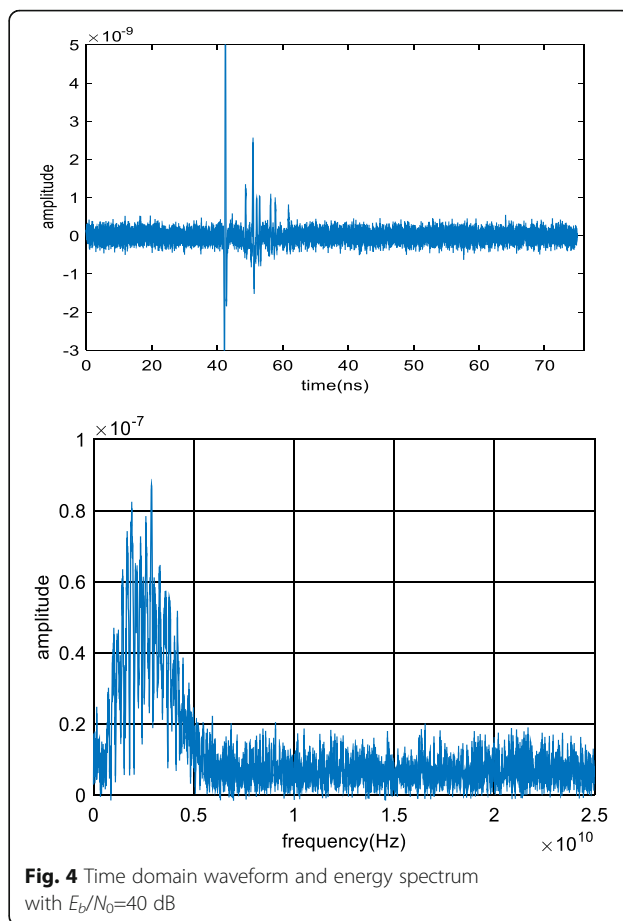 ×10⁻⁹
5
4
3
2
1
0
-1
-2
-3
amplitude
0 20 40 20 40 60 50 60 70
time(ns)
×10⁻⁷
1
0.8
0.6
0.4
0.2
0
amplitude
0 0.5 1 1.5 2 2.5
frequency(Hz)
×10¹⁰
Fig. 4 Time domain waveform and energy spectrum
with E_b/N_0=40 dB